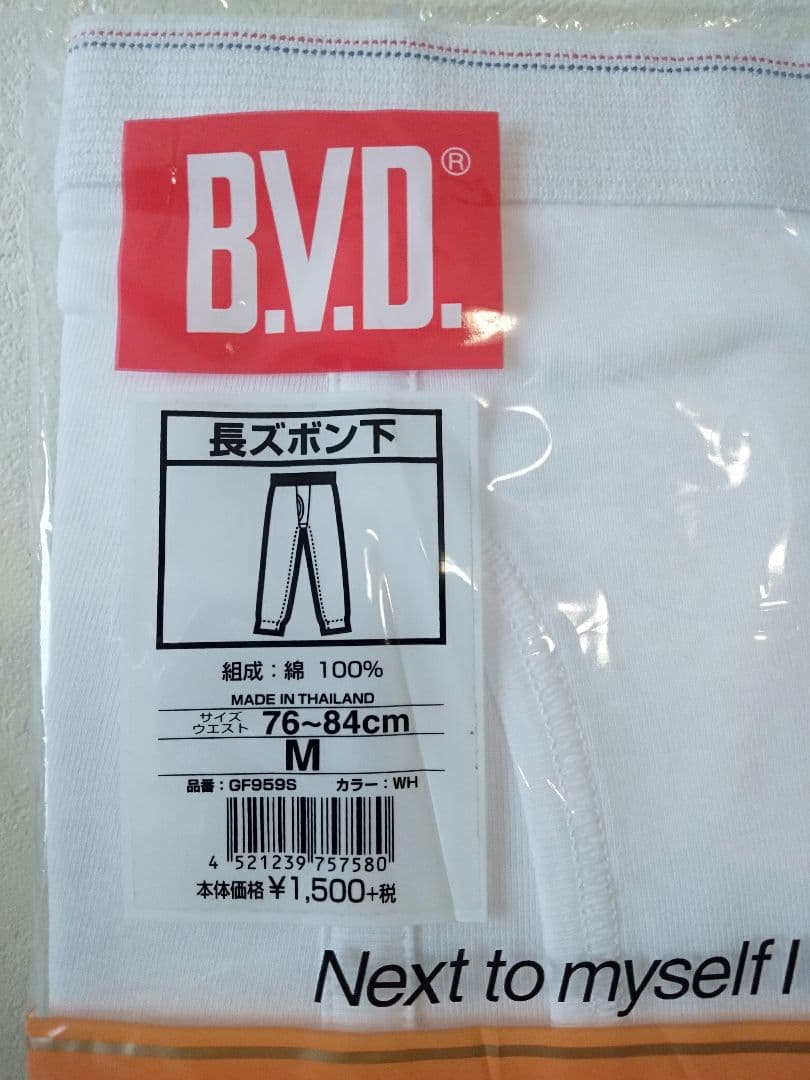 B.V.D.®
長ズボン下
組成：綿 100%
MADE IN THAILAND
サイズ
ウエスト 76~84cm
M
品番：GF959S カラー：WH
4 521239 757580
本体価格¥1,500+税
Next to myself I